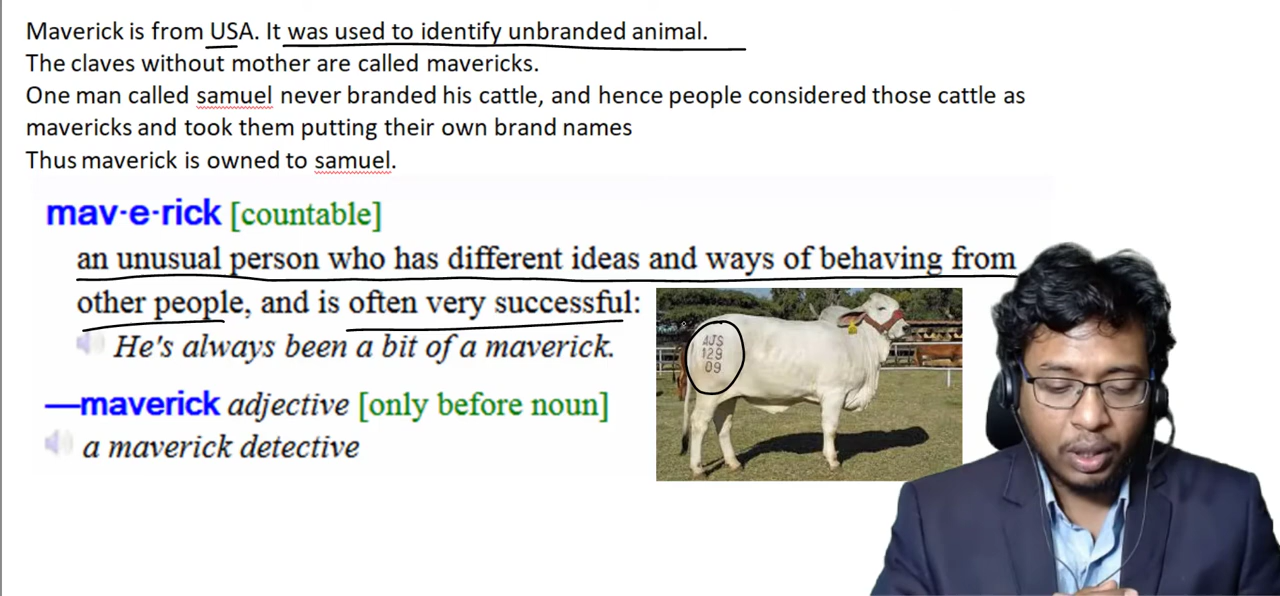 Maverick is from USA. It was used to identify unbranded animal.
The claves without mother are called mavericks.
One man called samuel never branded his cattle, and hence people considered those cattle as
mavericks and took them putting their own brand names
Thus maverick is owned to samuel.
mav·e·rick [countable]
an unusual person who has different ideas and ways of behaving from
other people, and is often very successful:
He's always been a bit of a maverick.
AJS
129
09
—maverick adjective [only before noun]
a maverick detective